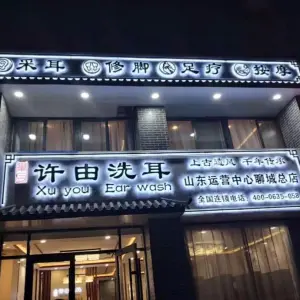 采耳 修脚 足疗 按摩
许由洗耳
Xu you Ear wash
上古遗风 千年传承
山东运营中心聊城总店
全国连锁电话：400-0635-058